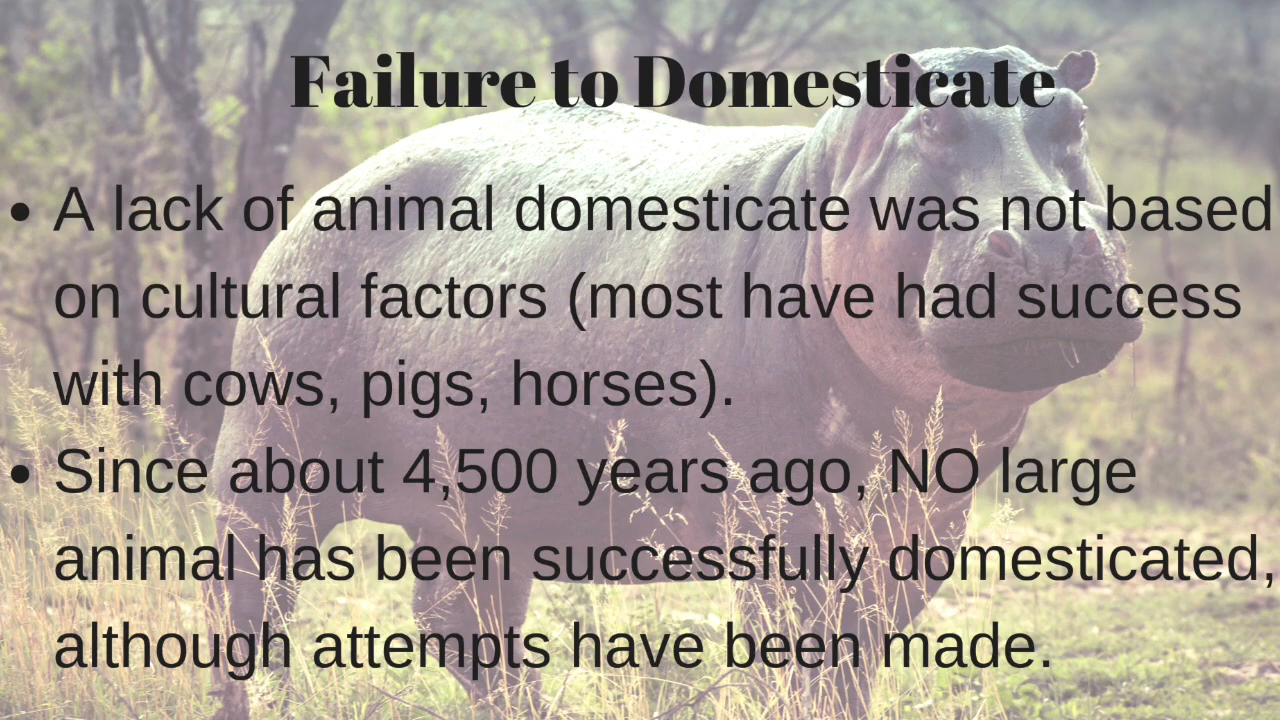 Failure to Domesticate
• A lack of animal domesticate was not based
on cultural factors (most have had success
with cows, pigs, horses).
• Since about 4,500 years ago, NO large
animal has been successfully domesticated,
although attempts have been made.